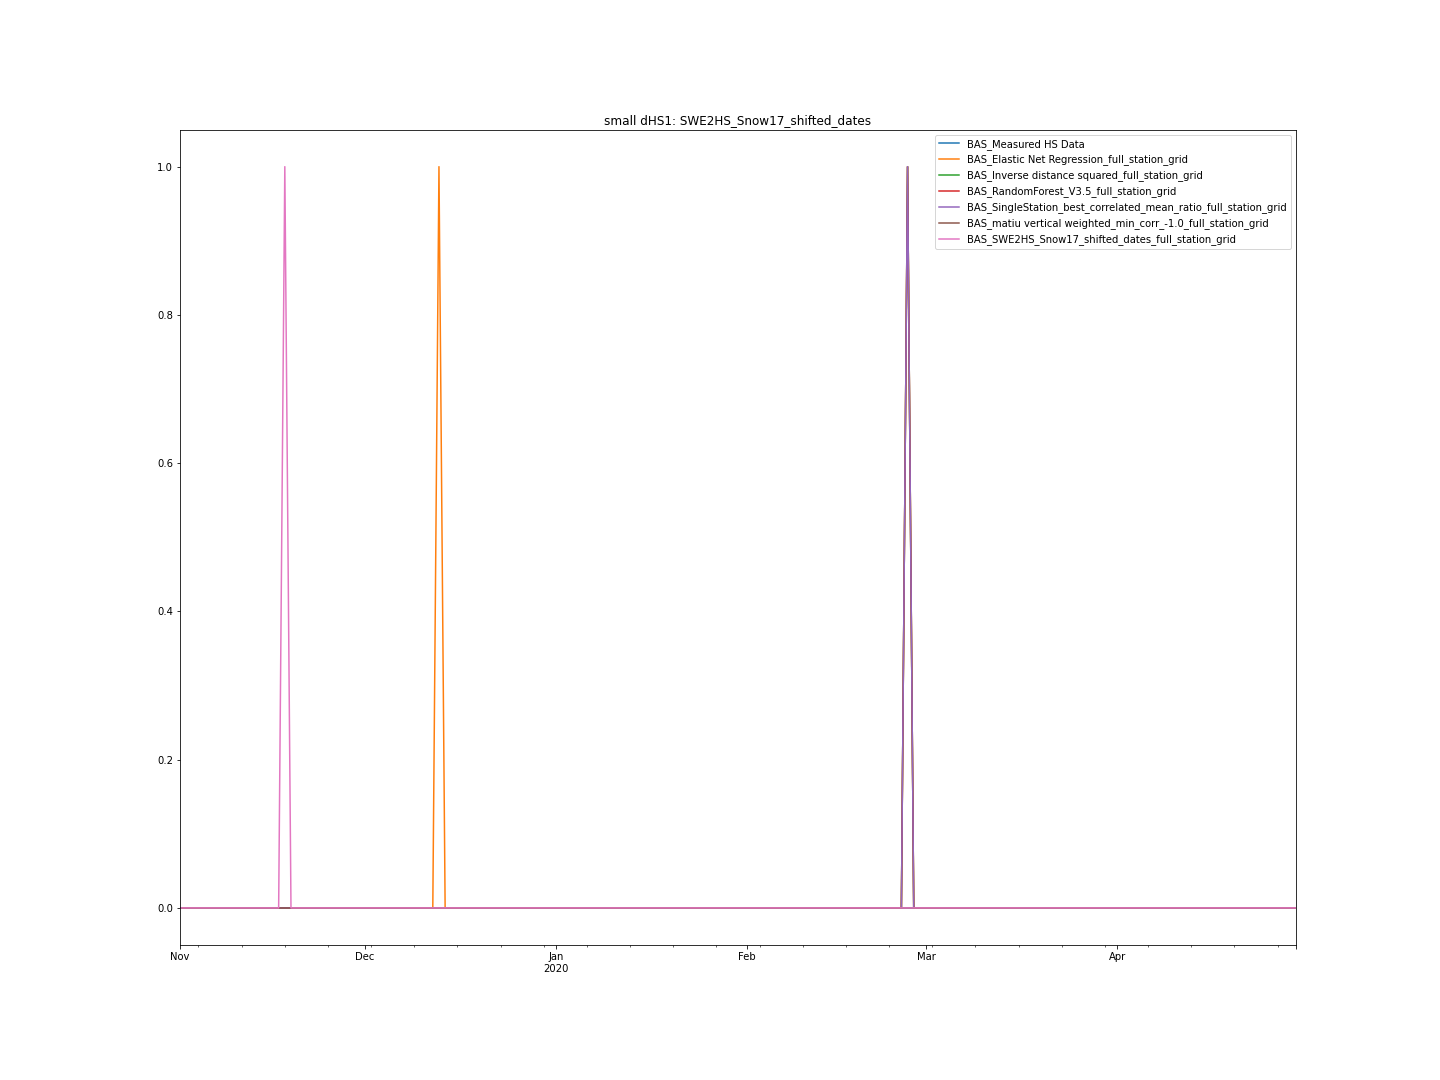 small dHS1: SWE2HS_Snow17_shifted_dates
BAS_Measured HS Data
BAS_Elastic Net Regression_full_station_grid
BAS_Inverse distance squared_full_station_grid
BAS_RandomForest_V3.5_full_station_grid
BAS_SingleStation_best_correlated_mean_ratio_full_station_grid
BAS_matiu vertical weighted_min_corr_-1.0_full_station_grid
BAS_SWE2HS_Snow17_shifted_dates_full_station_grid
1.0
0.8
0.6
0.4
0.2
0.0
Nov Dec Jan Feb Mar Apr
2020